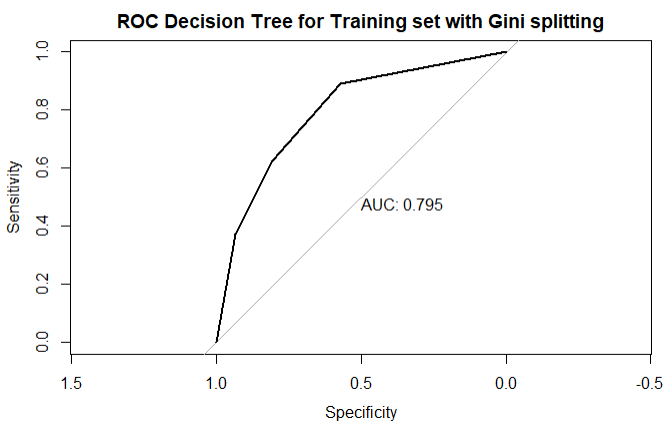 ROC Decision Tree for Training set with Gini splitting
1.0
0.8
0.6
0.4
0.2
0.0
Sensitivity
AUC: 0.795
1.5 1.0 0.5 0.0 -0.5
Specificity